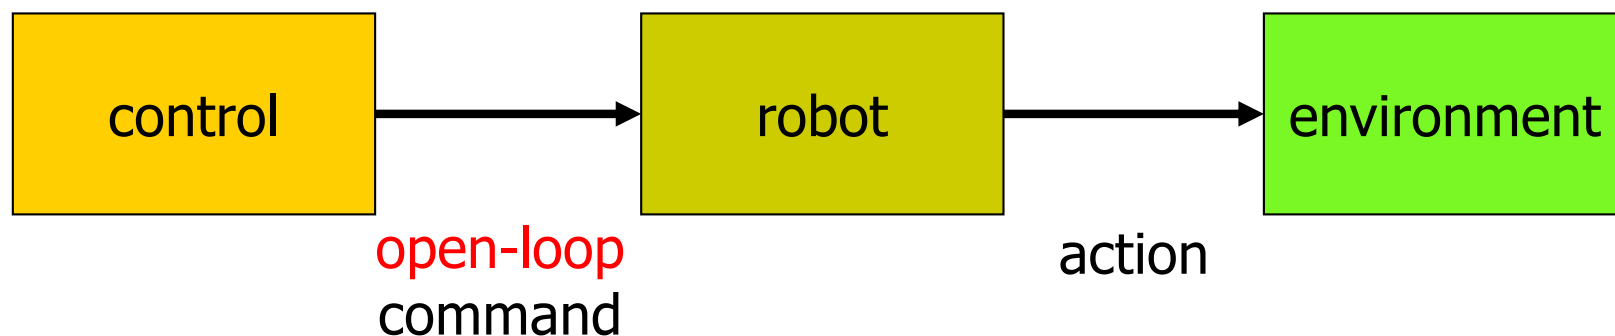 control
robot
environment
open-loop
command
action